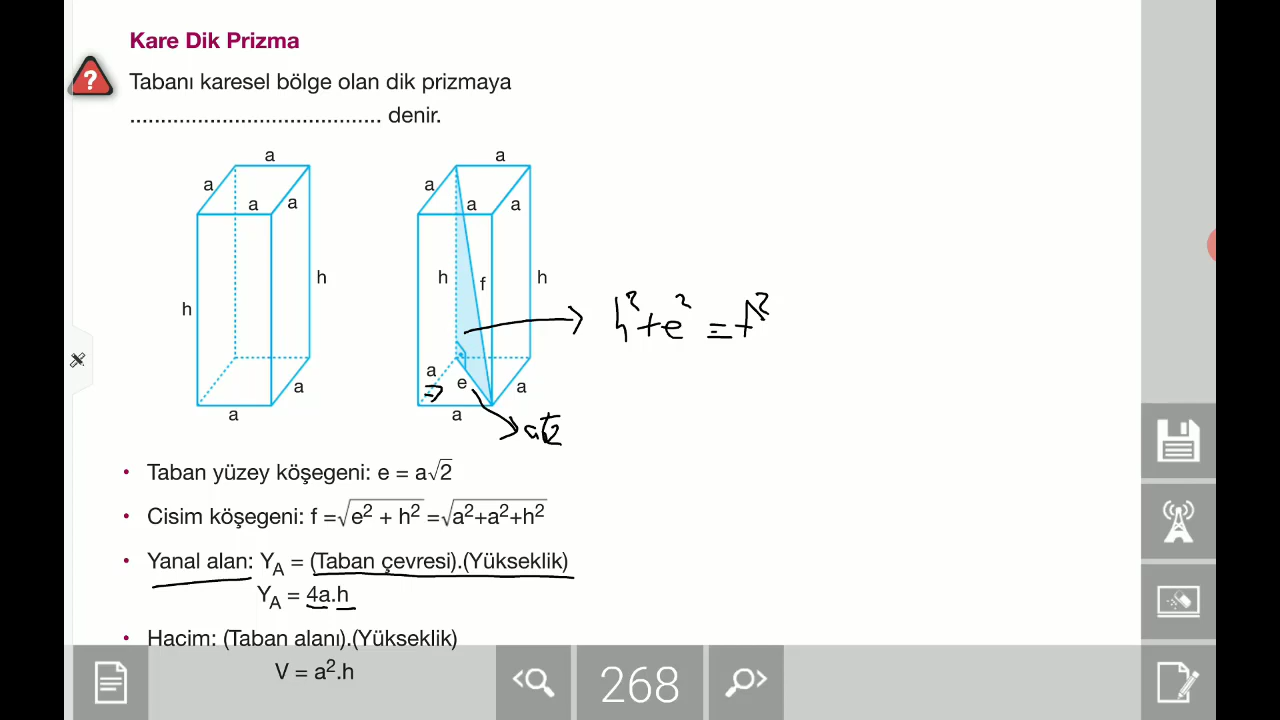 Kare Dik Prizma
?
Tabanı karesel bölge olan dik prizmaya
.......................................... denir.
a
a
a
a
a
a
a
a
h
f
h
h
h
h² + e² = f²
a
e
a
a
a
a
a√2
• Taban yüzey köşegeni: e = a√2
• Cisim köşegeni: f =√e² + h² =√a²+a²+h²
• Yanal alan: Y_A = (Taban çevresi).(Yükseklik)
Y_A = 4a.h
• Hacim: (Taban alanı).(Yükseklik)
V = a².h
268